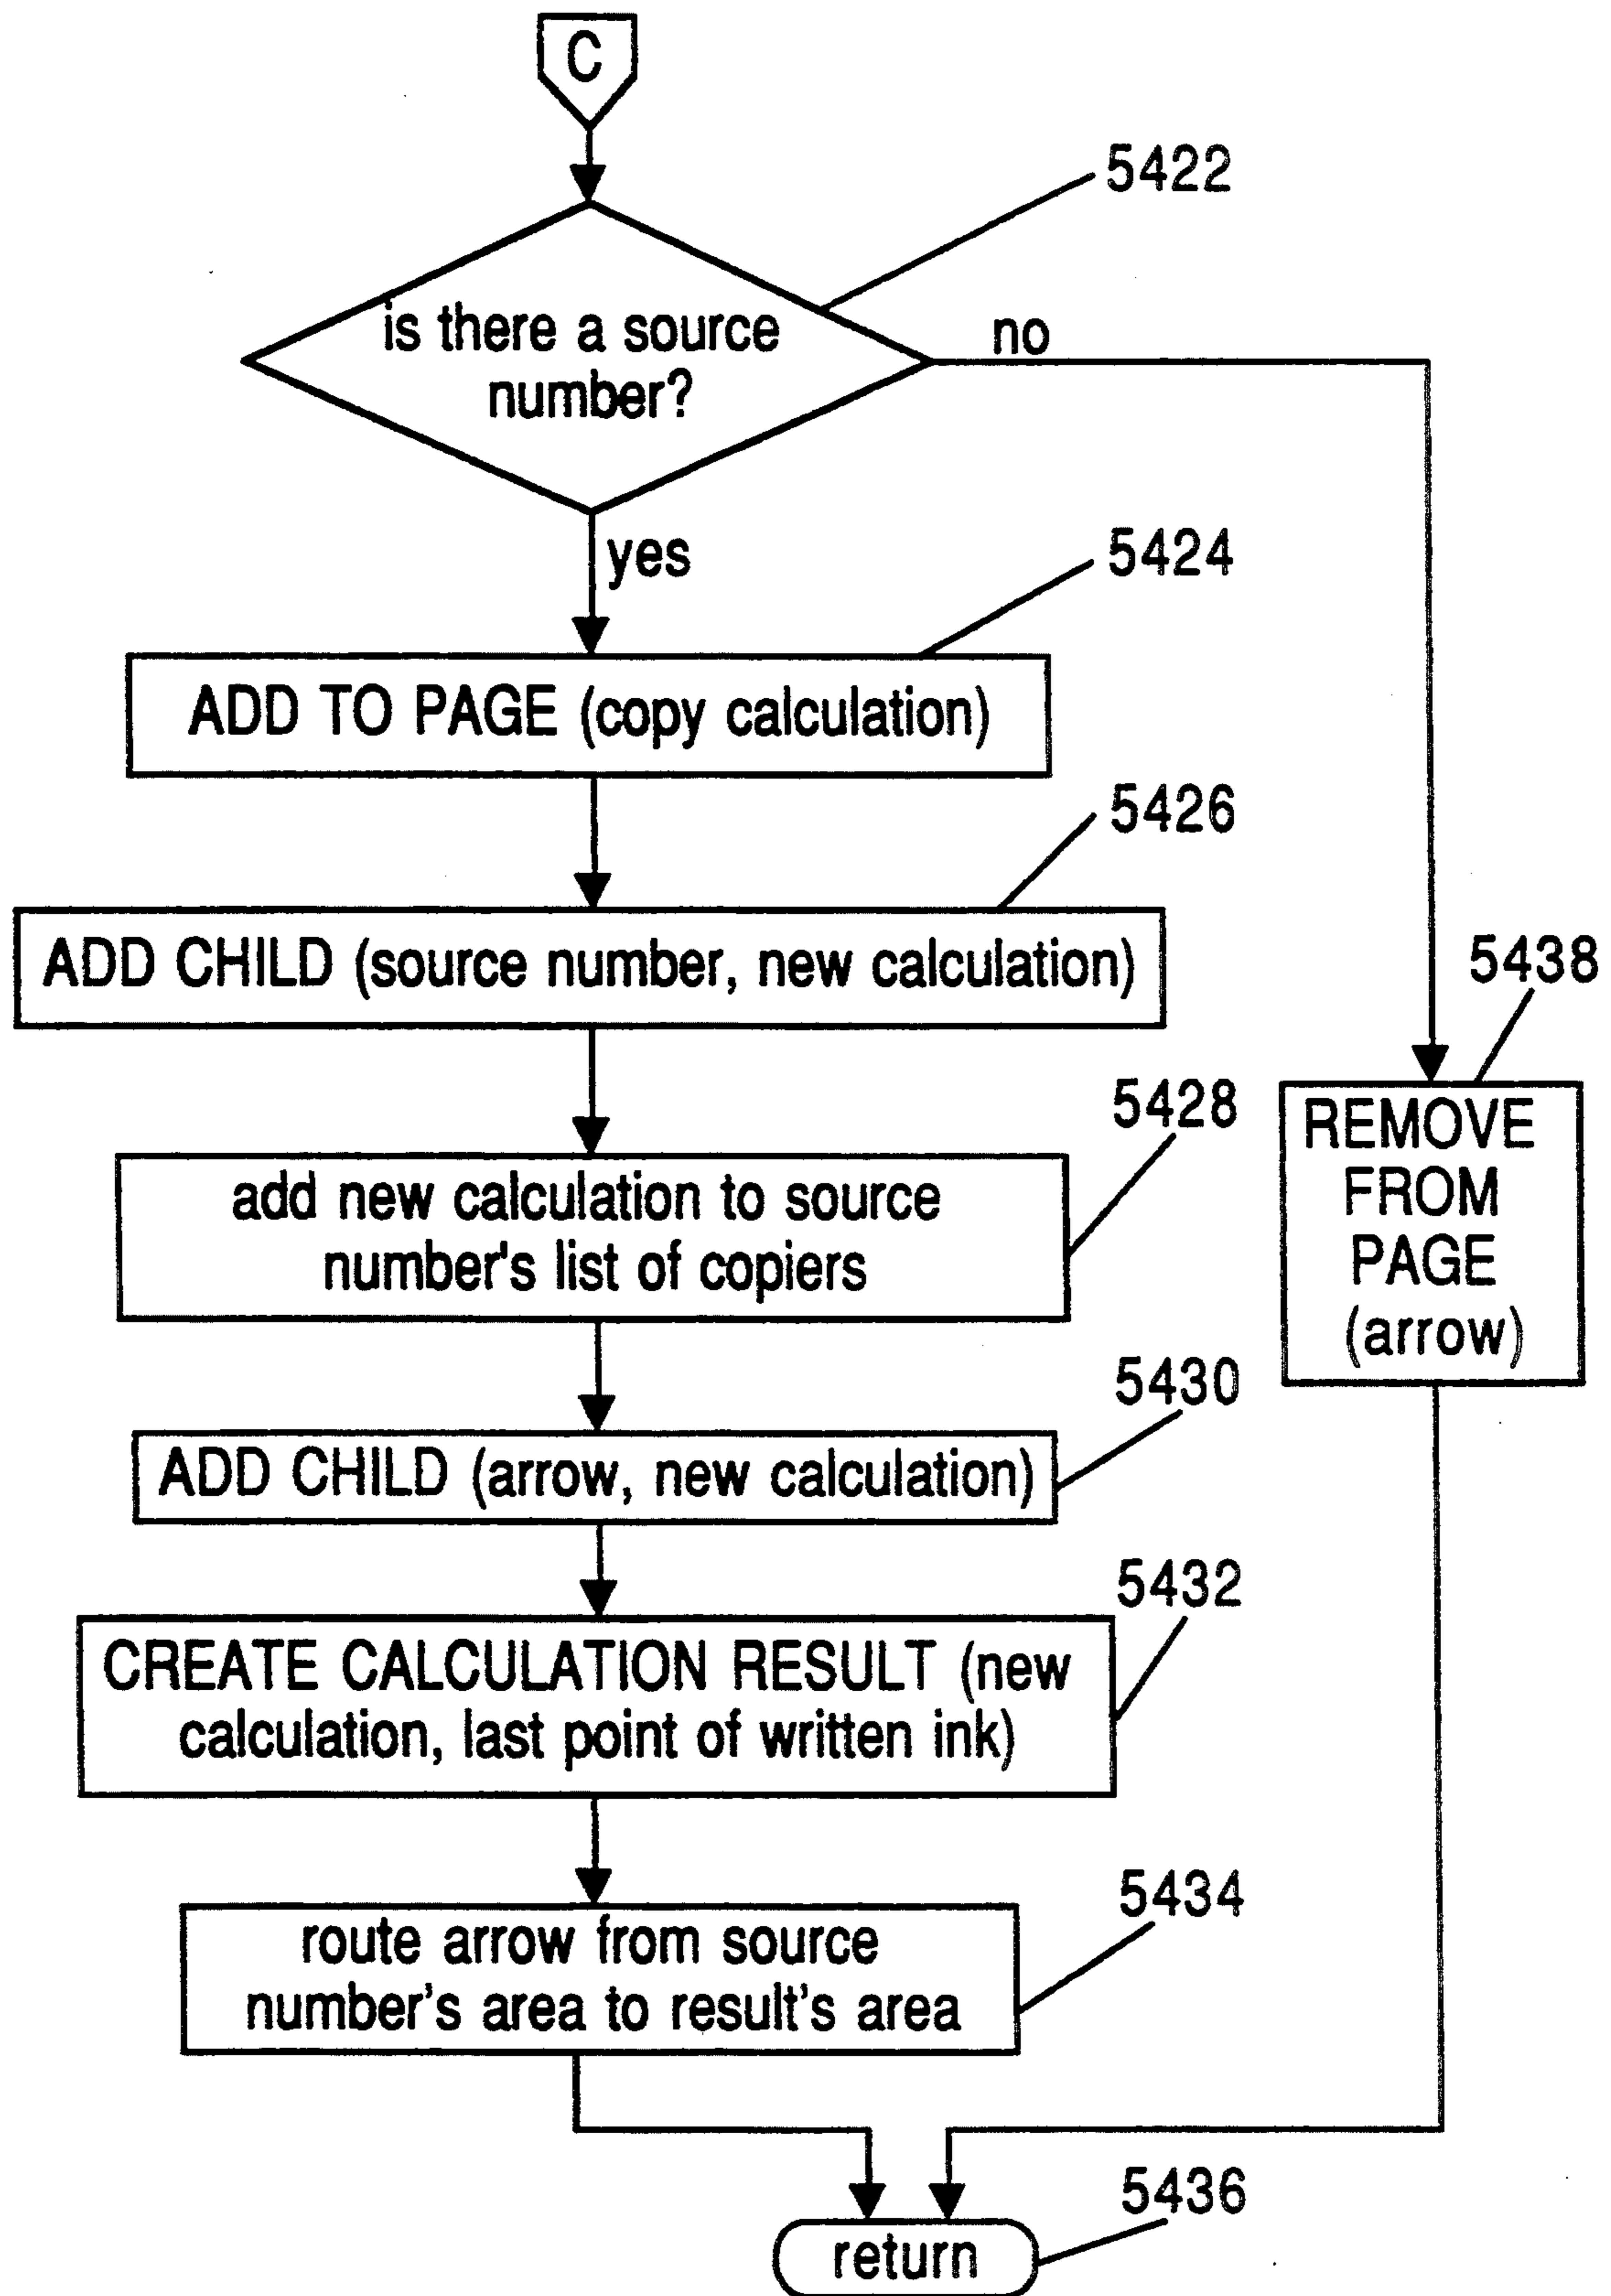 C
5422
is there a source
number?
no
yes
5424
ADD TO PAGE (copy calculation)
5426
ADD CHILD (source number, new calculation)
5438
REMOVE
FROM
PAGE
(arrow)
5428
add new calculation to source
number's list of copiers
5430
ADD CHILD (arrow, new calculation)
5432
CREATE CALCULATION RESULT (new
calculation, last point of written ink)
5434
route arrow from source
number's area to result's area
5436
return